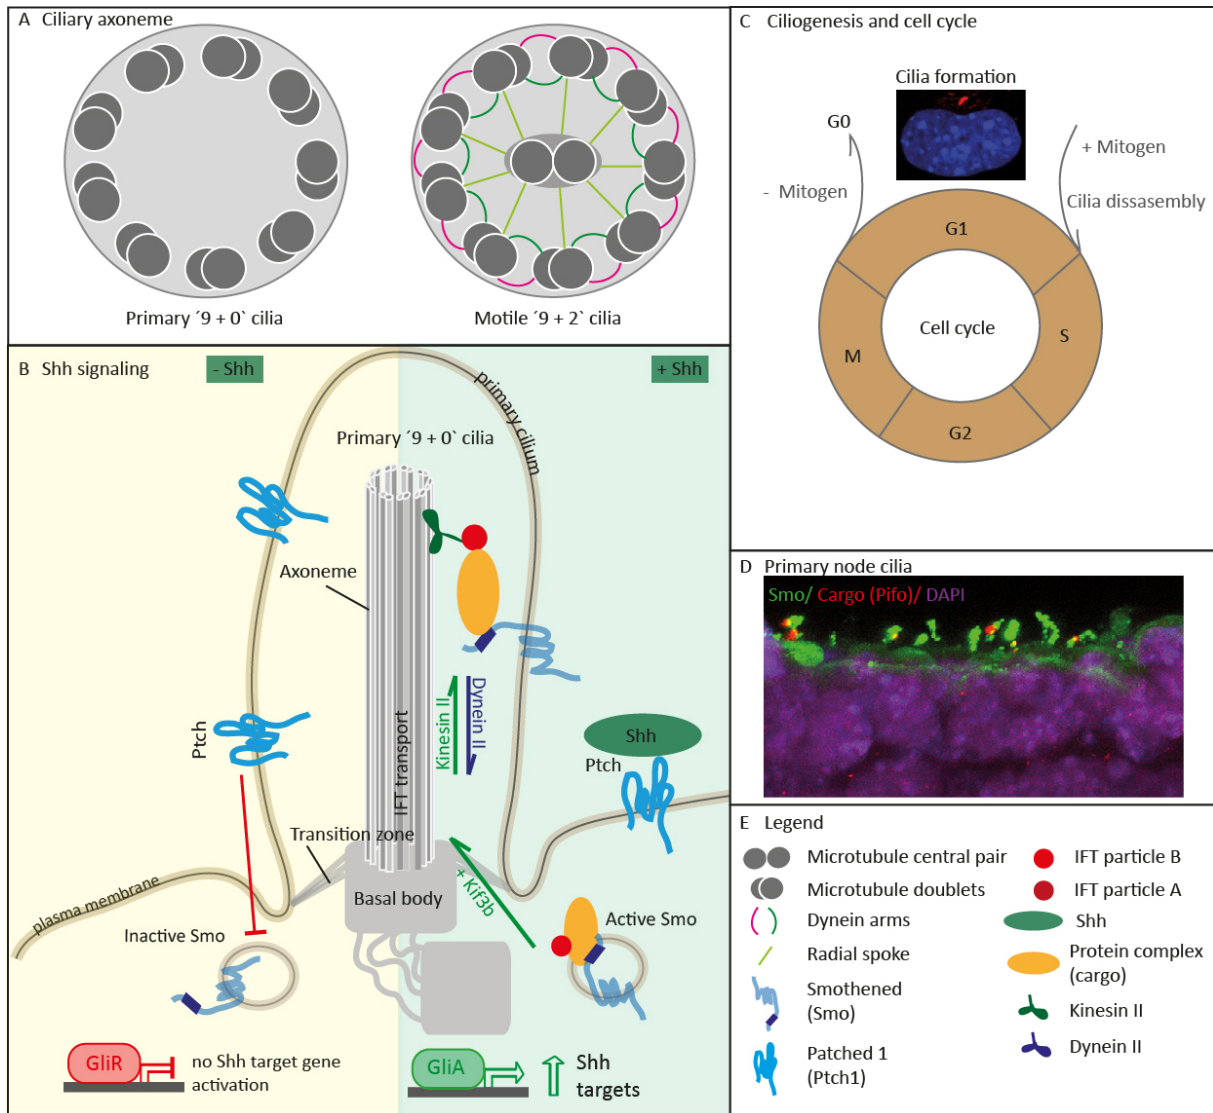 A Ciliary axoneme
Primary ´9 + 0` cilia
Motile ´9 + 2` cilia
B Shh signaling
- Shh
+ Shh
primary cilium
Primary ´9 + 0` cilia
Axoneme
Ptch
IFT transport
Kinesin II
Dynein II
Shh
Ptch
Transition zone
plasma membrane
Basal body
+ Kif3b
Inactive Smo
Active Smo
GliR
no Shh target gene
activation
GliA
Shh
targets
C Ciliogenesis and cell cycle
Cilia formation
G0
+ Mitogen
- Mitogen
Cilia dissasembly
G1
Cell cycle
S
M
G2
D Primary node cilia
Smo/ Cargo (Pifo)/ DAPI
E Legend
Microtubule central pair
Microtubule doublets
Dynein arms
Radial spoke
Smothened
(Smo)
Patched 1
(Ptch1)
IFT particle B
IFT particle A
Shh
Protein complex
(cargo)
Kinesin II
Dynein II